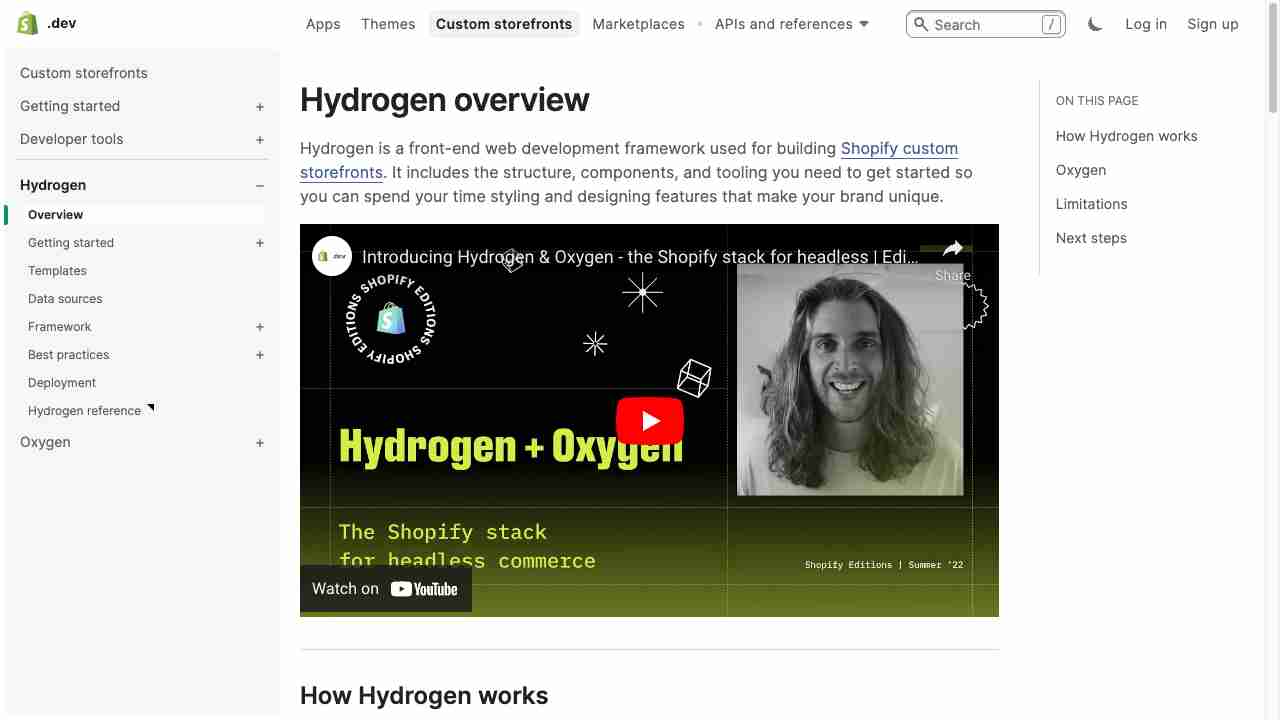 .dev
Apps
Themes
Custom storefronts
Marketplaces
APIs and references
Search
/
Log in
Sign up
Custom storefronts
Getting started
Developer tools
Hydrogen
Overview
Getting started
Templates
Data sources
Framework
Best practices
Deployment
Hydrogen reference
Oxygen
Hydrogen overview
Hydrogen is a front-end web development framework used for building Shopify custom
storefronts. It includes the structure, components, and tooling you need to get started so
you can spend your time styling and designing features that make your brand unique.
.dev
Introducing Hydrogen & Oxygen - the Shopify stack for headless | Edi...
Share
SHOPIFY EDITIONS SHOPIFY EDITIONS
Hydrogen + Oxygen
The Shopify stack
for headless commerce
Shopify Editions | Summer '22
Watch on YouTube
How Hydrogen works
ON THIS PAGE
How Hydrogen works
Oxygen
Limitations
Next steps